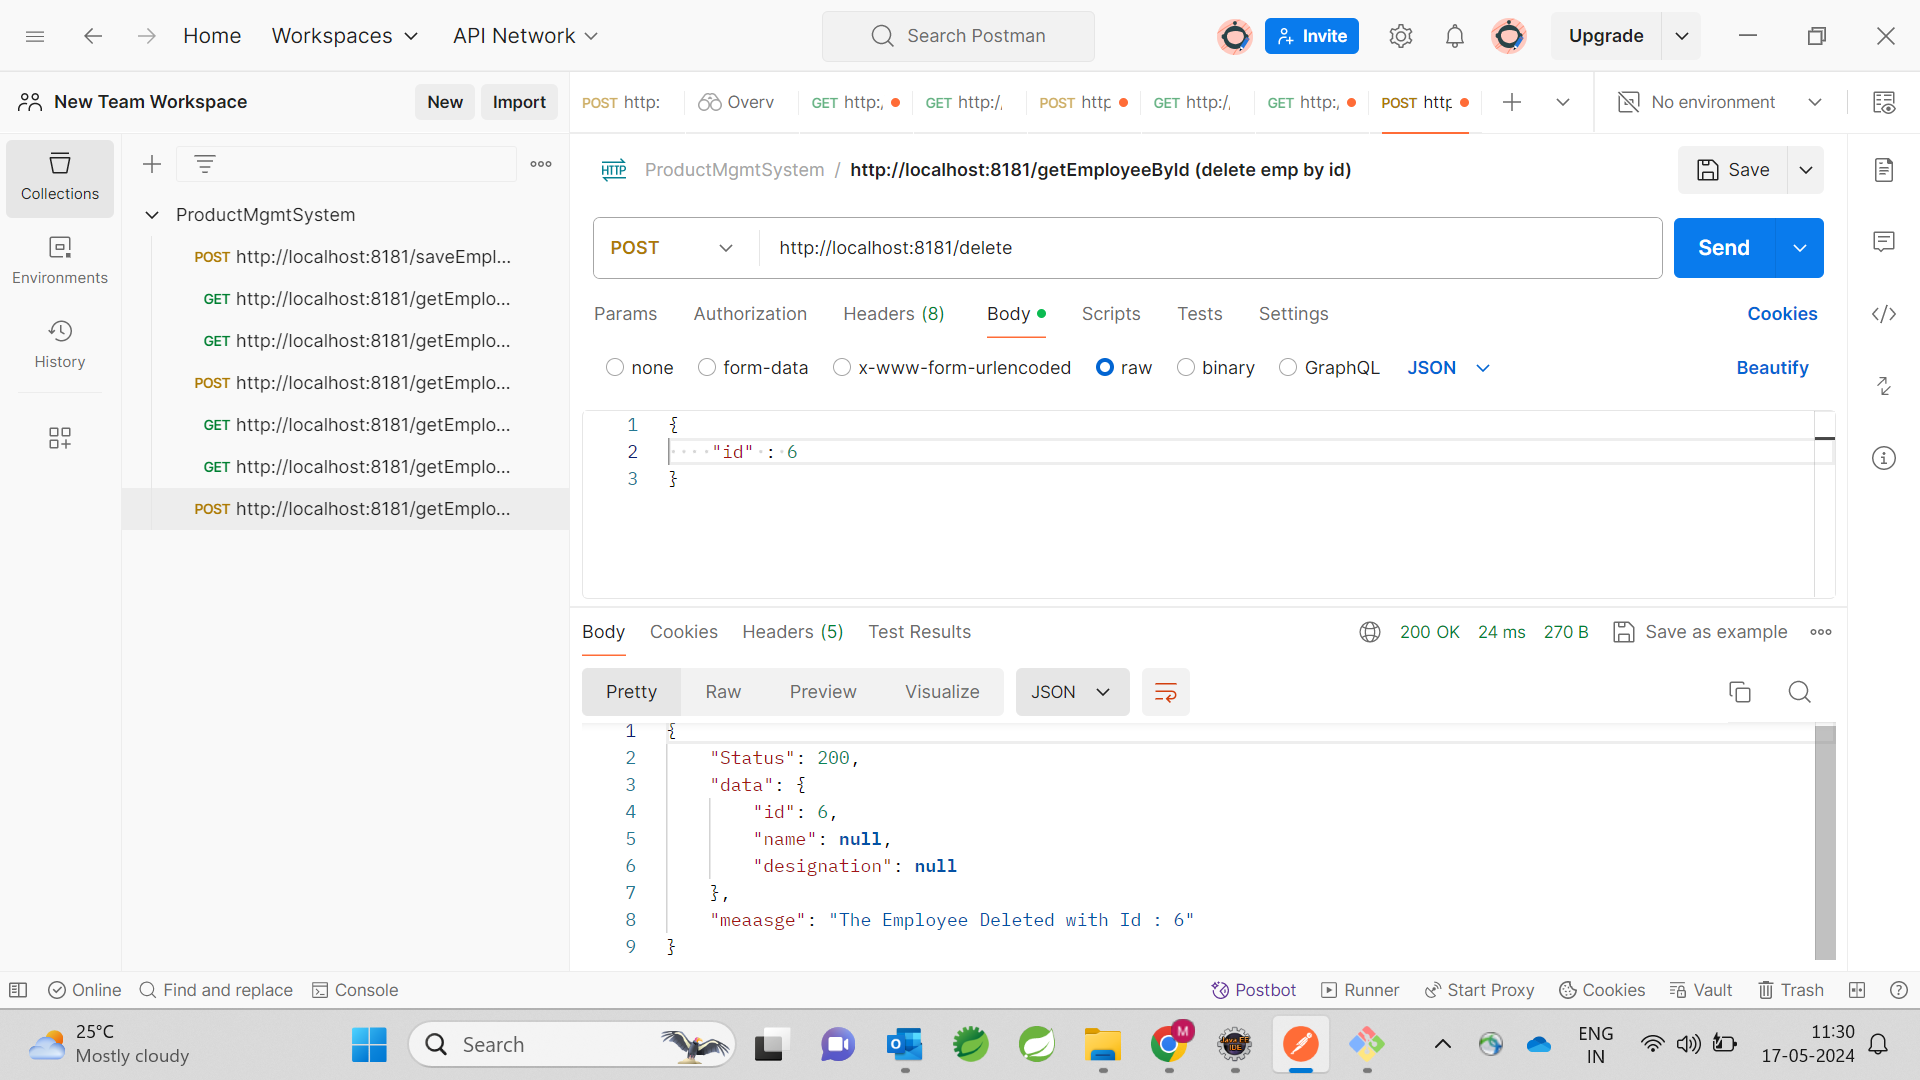 Home Workspaces API Network Search Postman Invite Upgrade
New Team Workspace New Import
POST http: Overv GET http:, GET http:/, POST http GET http:/, GET http:, POST http No environment
Collections
Environments
History
ProductMgmtSystem
POST http://localhost:8181/saveEmpl...
GET http://localhost:8181/getEmplo...
GET http://localhost:8181/getEmplo...
POST http://localhost:8181/getEmplo...
GET http://localhost:8181/getEmplo...
GET http://localhost:8181/getEmplo...
POST http://localhost:8181/getEmplo...
HTTP ProductMgmtSystem / http://localhost:8181/getEmployeeById (delete emp by id) Save
POST http://localhost:8181/delete Send
Params Authorization Headers (8) Body Scripts Tests Settings Cookies
none form-data x-www-form-urlencoded raw binary GraphQL JSON Beautify
1 {
2 "id" : 6
3 }
Body Cookies Headers (5) Test Results 200 OK 24 ms 270 B Save as example
Pretty Raw Preview Visualize JSON
1 {
2 "Status": 200,
3 "data": {
4 "id": 6,
5 "name": null,
6 "designation": null
7 },
8 "meaasge": "The Employee Deleted with Id : 6"
9 }
Online Find and replace Console Postbot Runner Start Proxy Cookies Vault Trash
25°C
Mostly cloudy
Search
M
Java EE
IDE
ENG
IN
11:30
17-05-2024